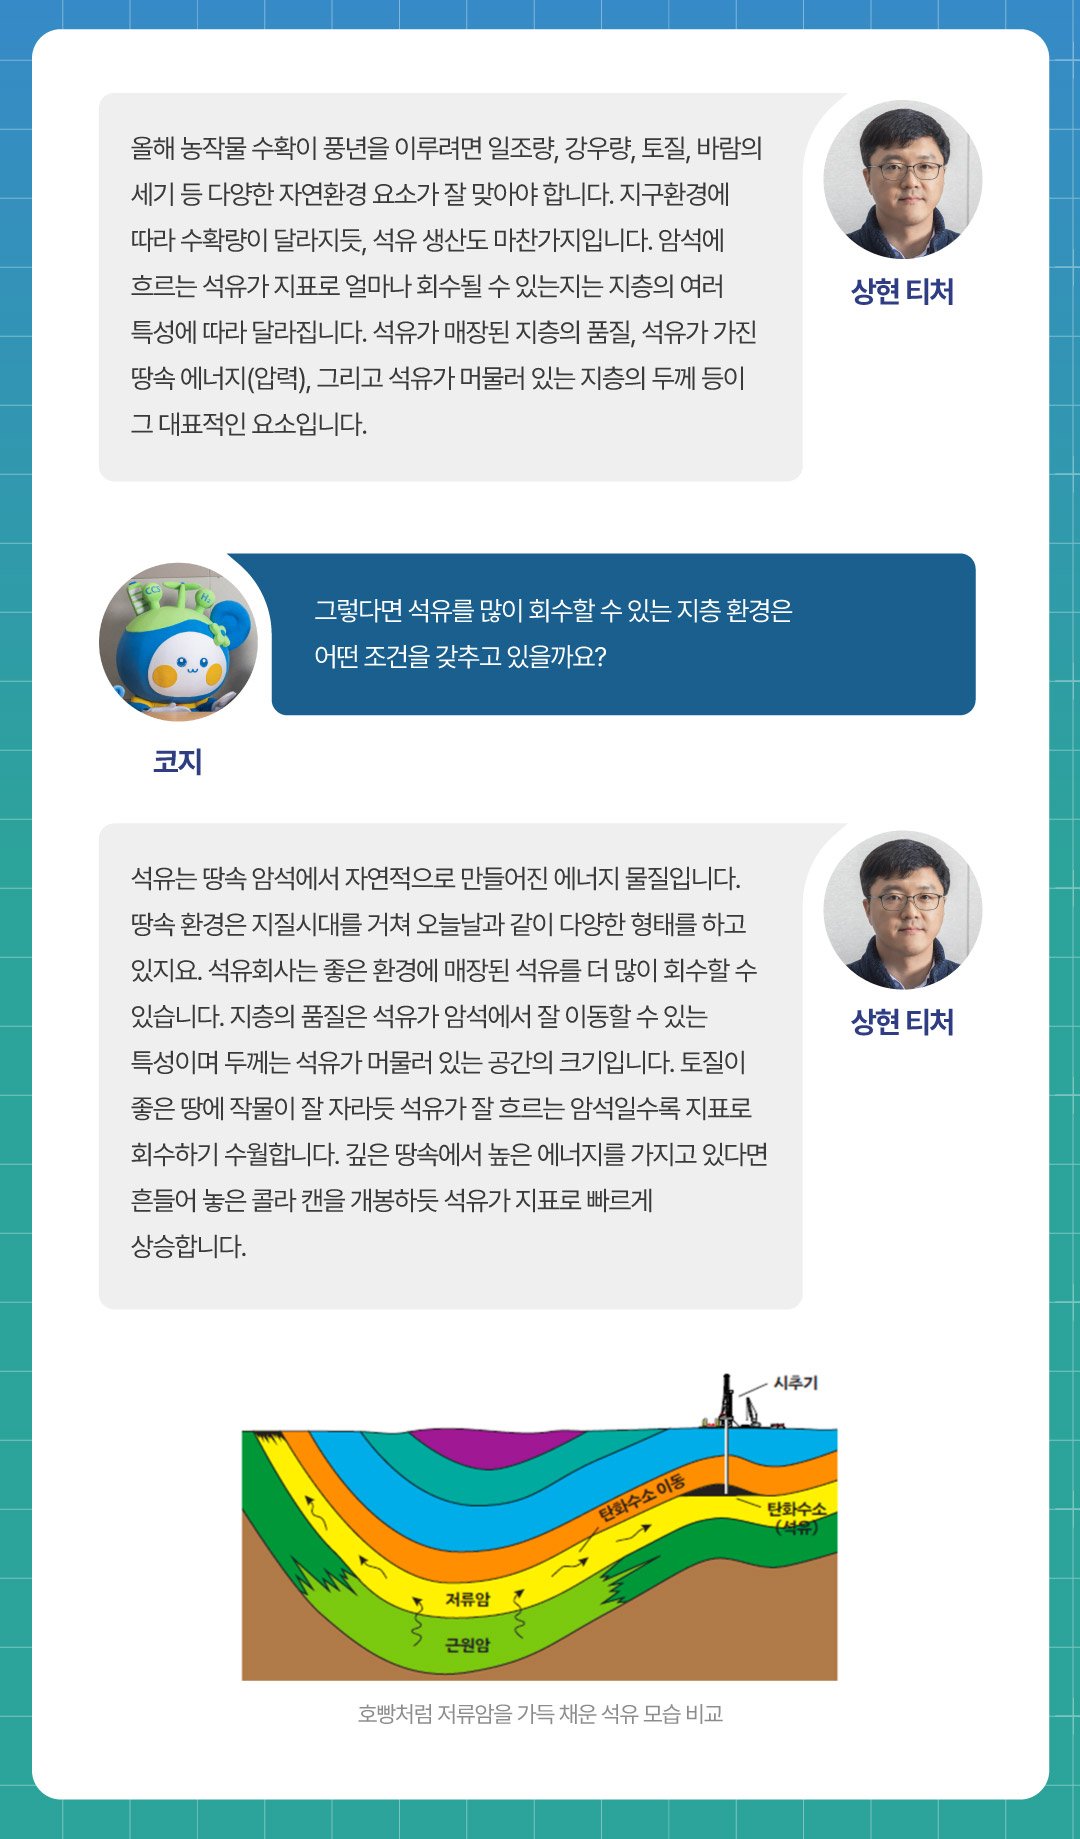 올해 농작물 수확이 풍년을 이루려면 일조량, 강우량, 토질, 바람의
세기 등 다양한 자연환경 요소가 잘 맞아야 합니다. 지구환경에
따라 수확량이 달라지듯, 석유 생산도 마찬가지입니다. 암석에
흐르는 석유가 지표로 얼마나 회수될 수 있는지는 지층의 여러
특성에 따라 달라집니다. 석유가 매장된 지층의 품질, 석유가 가진
땅속 에너지(압력), 그리고 석유가 머물러 있는 지층의 두께 등이
그 대표적인 요소입니다.
상현 티처
CCS
H₂
그렇다면 석유를 많이 회수할 수 있는 지층 환경은
어떤 조건을 갖추고 있을까요?
코지
석유는 땅속 암석에서 자연적으로 만들어진 에너지 물질입니다.
땅속 환경은 지질시대를 거쳐 오늘날과 같이 다양한 형태를 하고
있지요. 석유회사는 좋은 환경에 매장된 석유를 더 많이 회수할 수
있습니다. 지층의 품질은 석유가 암석에서 잘 이동할 수 있는
특성이며 두께는 석유가 머물러 있는 공간의 크기입니다. 토질이
좋은 땅에 작물이 잘 자라듯 석유가 잘 흐르는 암석일수록 지표로
회수하기 수월합니다. 깊은 땅속에서 높은 에너지를 가지고 있다면
흔들어 놓은 콜라 캔을 개봉하듯 석유가 지표로 빠르게
상승합니다.
상현 티처
시추기
탄화수소 이동
탄화수소
(석유)
저류암
근원암
호빵처럼 저류암을 가득 채운 석유 모습 비교